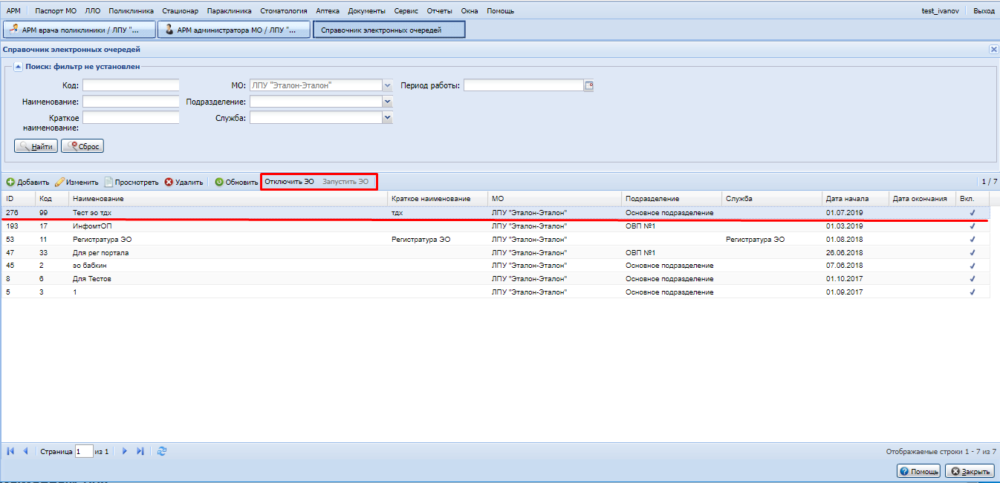 АРМ Паспорт МО ЛЛО Поликлиника Стационар Параклиника Стоматология Аптека Документы Сервис Отчеты Окна Помощь test_ivanov Выход
АРМ врача поликлиники / ЛПУ "... АРМ администратора МО / ЛПУ "... Справочник электронных очередей
Справочник электронных очередей
Поиск: фильтр не установлен
Код: МО: ЛПУ "Эталон-Эталон" Период работы:
Наименование: Подразделение:
Краткое наименование: Служба:
Найти Сброс
Добавить Изменить Просмотреть Удалить Обновить Отключить ЭО Запустить ЭО 1 / 7
ID Код Наименование Краткое наименование МО Подразделение Служба Дата начала Дата окончания Вкл.
276 99 Тест эо тдх тдх ЛПУ "Эталон-Эталон" Основное подразделение 01.07.2019
193 17 ИнфомтОП ЛПУ "Эталон-Эталон" ОВП №1 01.03.2019
53 11 Регистратура ЭО Регистратура ЭО ЛПУ "Эталон-Эталон" Регистратура ЭО 01.08.2018
47 33 Для рег портала ЛПУ "Эталон-Эталон" ОВП №1 26.06.2018
45 2 эо бабкин ЛПУ "Эталон-Эталон" Основное подразделение 07.06.2018
8 6 Для Тестов ЛПУ "Эталон-Эталон" Основное подразделение 01.10.2017
5 3 1 ЛПУ "Эталон-Эталон" Основное подразделение 01.09.2017
Страница 1 из 1 Отображаемые строки 1 - 7 из 7
Помощь Закрыть